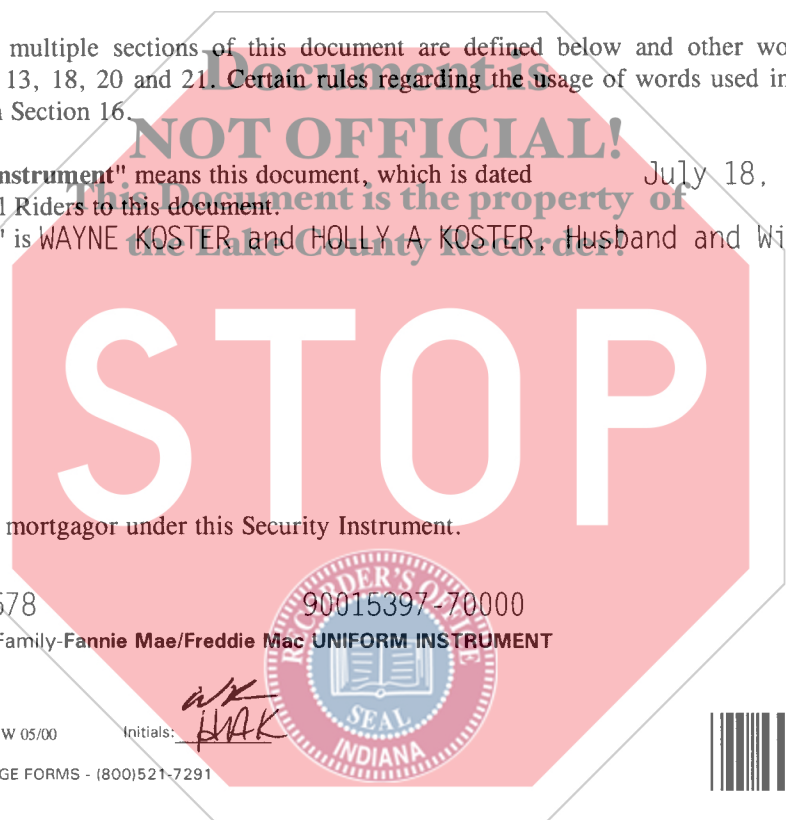 multiple sections of this document are defined below and other wo
Document is
13, 18, 20 and 21. Certain rules regarding the usage of words used in
Section 16.
NOT OFFICIAL!
nstrument" means this document, which is dated July 18,
This Document is the property of
Riders to this document.
" is WAYNE KOSTER and HOLLY A KOSTER, Husband and Wi
the Lake County Recorder!
STOP
mortgagor under this Security Instrument.
578 90015397-70000
Family-Fannie Mae/Freddie Mac UNIFORM INSTRUMENT
RECORDER'S OFFICE
SEAL
INDIANA
WK
W 05/00 Initials: HAK
GE FORMS - (800)521-7291